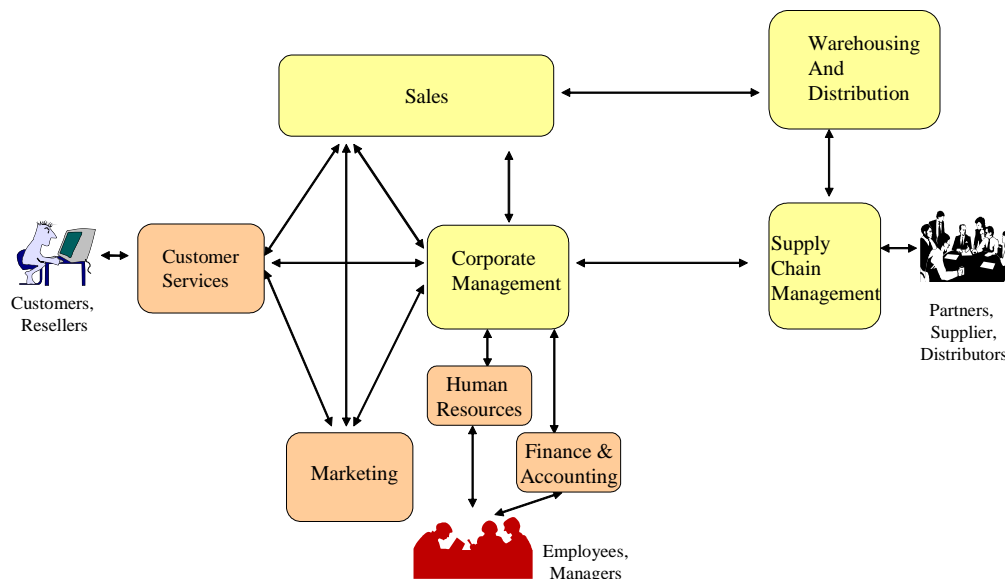 Sales
Warehousing
And
Distribution
Customer
Services
Corporate
Management
Supply
Chain
Management
Customers,
Resellers
Partners,
Supplier,
Distributors
Human
Resources
Marketing
Finance &
Accounting
Employees,
Managers